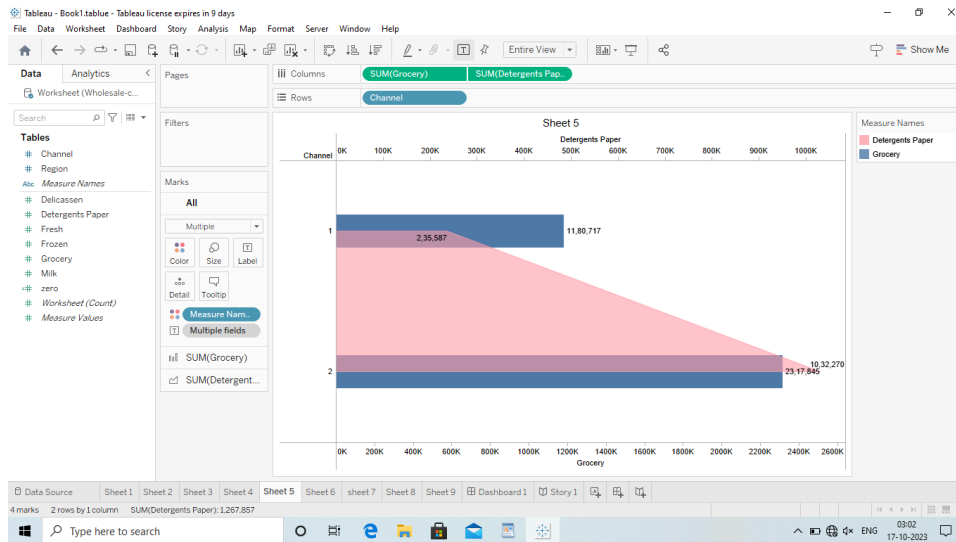 Tableau - Book1.tablue - Tableau license expires in 9 days
File Data Worksheet Dashboard Story Analysis Map Format Server Window Help
Entire View
Show Me
Data Analytics
Pages
Columns SUM(Grocery) SUM(Detergents Pap..
Worksheet (Wholesale-c...
Rows Channel
Search
Filters
Sheet 5
Measure Names
Tables
Detergents Paper
Detergents Paper
Channel 0K 100K 200K 300K 400K 500K 600K 700K 800K 900K 1000K
Grocery
# Channel
# Region
Abc Measure Names
# Delicassen
# Detergents Paper
# Fresh
# Frozen
# Grocery
# Milk
=# zero
# Worksheet (Count)
# Measure Values
Marks
All
Multiple
Color Size Label
Detail Tooltip
Measure Nam..
Multiple fields
SUM(Grocery)
SUM(Detergent...
1 11,80,717
2,35,587
10,32,270
2 23,17,845
0K 200K 400K 600K 800K 1000K 1200K 1400K 1600K 1800K 2000K 2200K 2400K 2600K
Grocery
Data Source Sheet 1 Sheet 2 Sheet 3 Sheet 4 Sheet 5 Sheet 6 sheet 7 Sheet 8 Sheet 9 Dashboard 1 Story 1
4 marks 2 rows by 1 column SUM(Detergents Paper): 1,267,857
Type here to search
ENG
03:02
17-10-2023